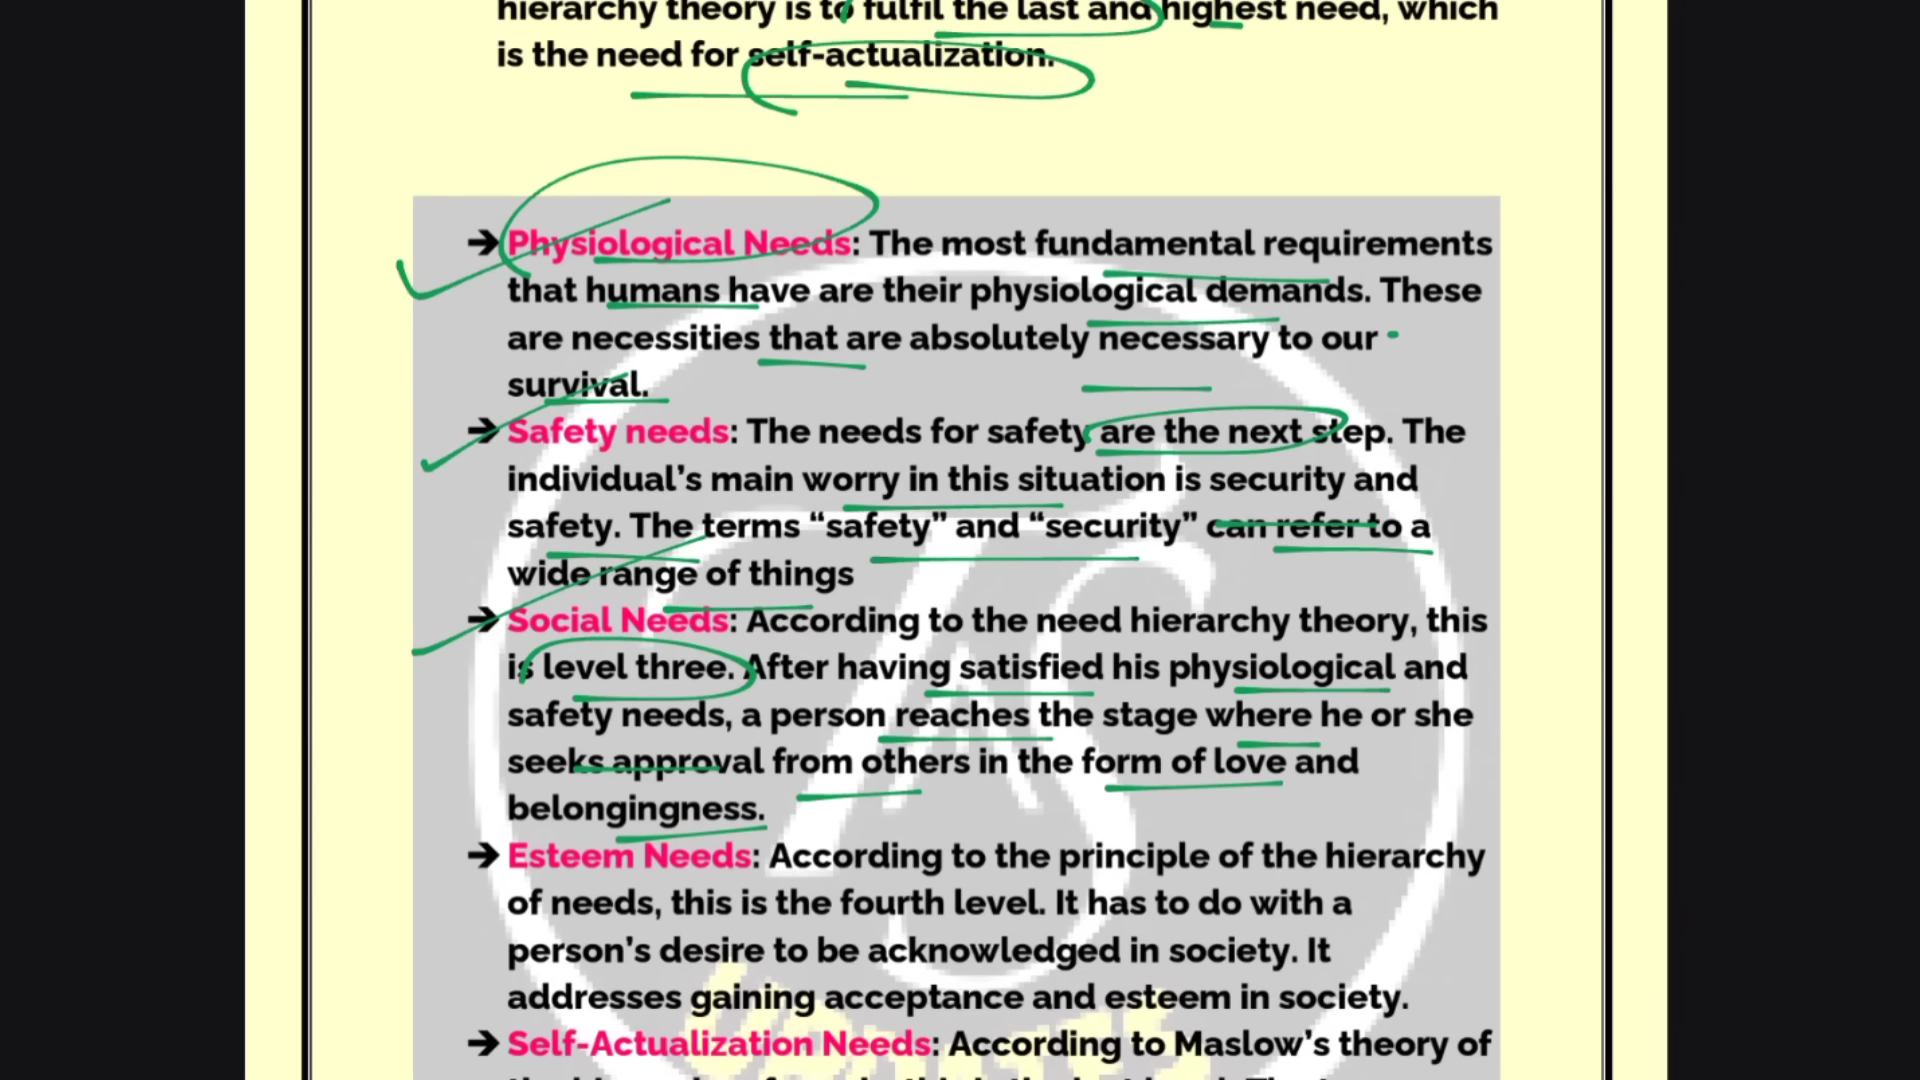 hierarchy theory is to fulfil the last and highest need, which
is the need for self-actualization.
➔ Physiological Needs: The most fundamental requirements
that humans have are their physiological demands. These
are necessities that are absolutely necessary to our
survival.
➔ Safety needs: The needs for safety are the next step. The
individual’s main worry in this situation is security and
safety. The terms “safety” and “security” can refer to a
wide range of things
➔ Social Needs: According to the need hierarchy theory, this
is level three. After having satisfied his physiological and
safety needs, a person reaches the stage where he or she
seeks approval from others in the form of love and
belongingness.
➔ Esteem Needs: According to the principle of the hierarchy
of needs, this is the fourth level. It has to do with a
person’s desire to be acknowledged in society. It
addresses gaining acceptance and esteem in society.
➔ Self-Actualization Needs: According to Maslow’s theory of